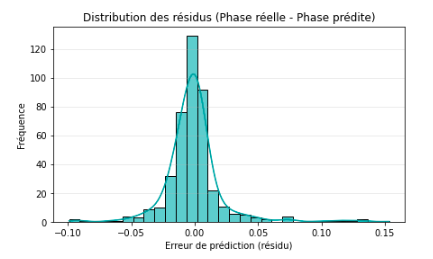 Distribution des résidus (Phase réelle - Phase prédite)
120
100
80
60
40
20
0
Fréquence
−0.10 −0.05 0.00 0.05 0.10 0.15
Erreur de prédiction (résidu)